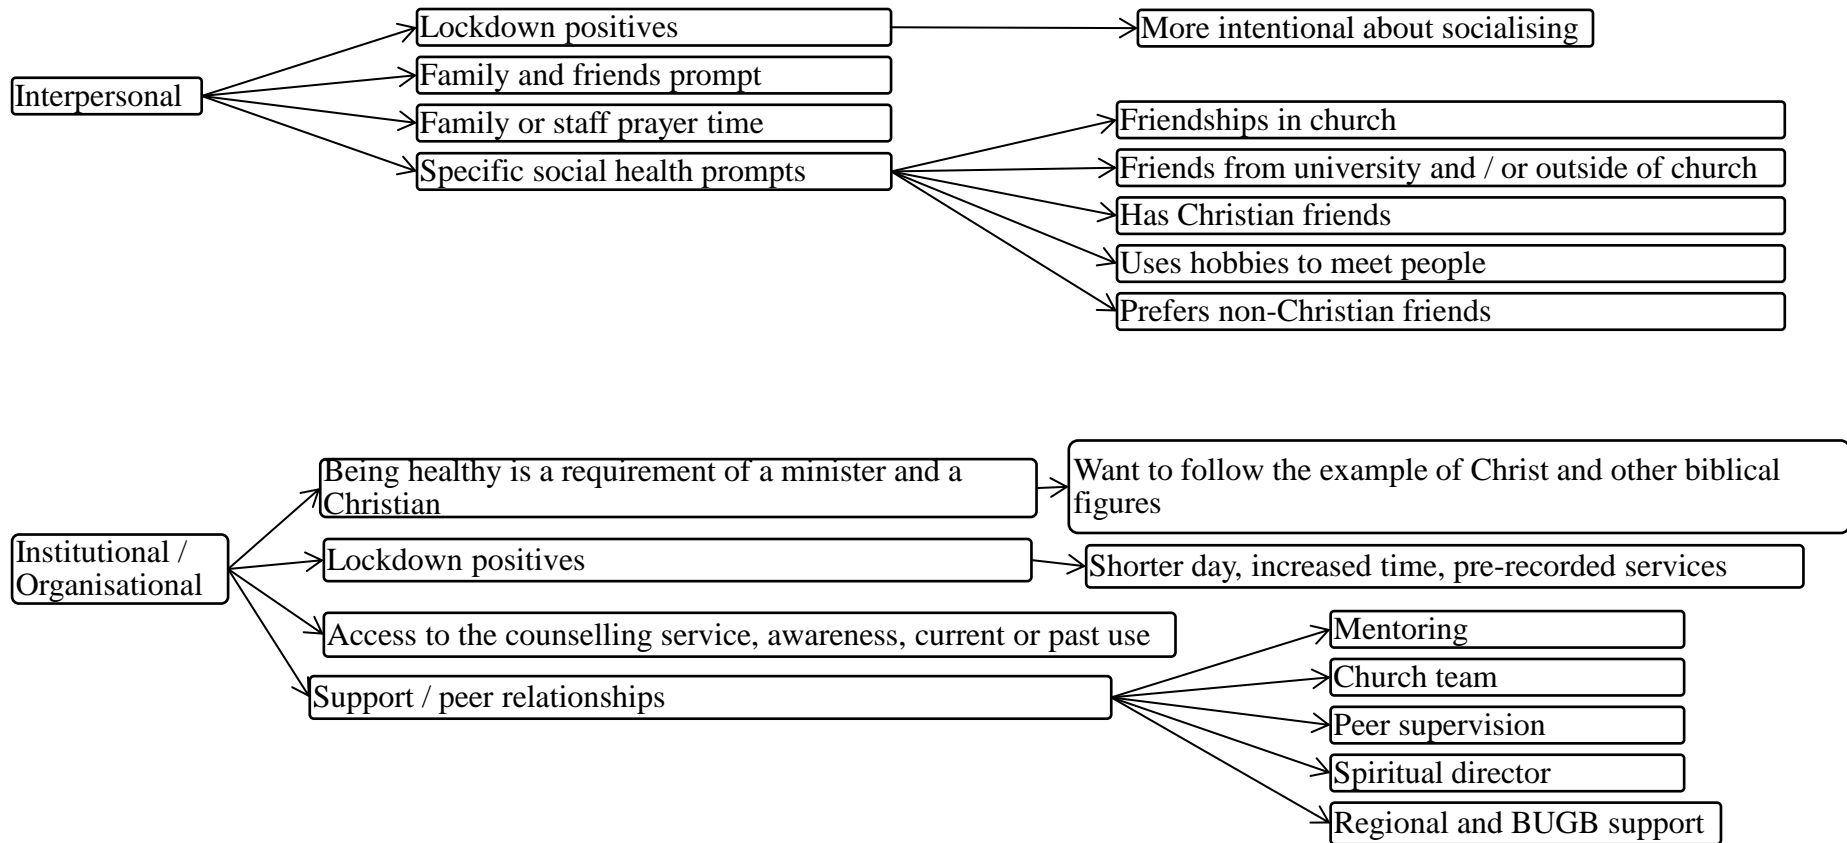 Interpersonal
Lockdown positives
Family and friends prompt
Family or staff prayer time
Specific social health prompts
More intentional about socialising
Friendships in church
Friends from university and / or outside of church
Has Christian friends
Uses hobbies to meet people
Prefers non-Christian friends
Institutional /
Organisational
Being healthy is a requirement of a minister and a
Christian
Want to follow the example of Christ and other biblical
figures
Lockdown positives
Shorter day, increased time, pre-recorded services
Access to the counselling service, awareness, current or past use
Support / peer relationships
Mentoring
Church team
Peer supervision
Spiritual director
Regional and BUGB support